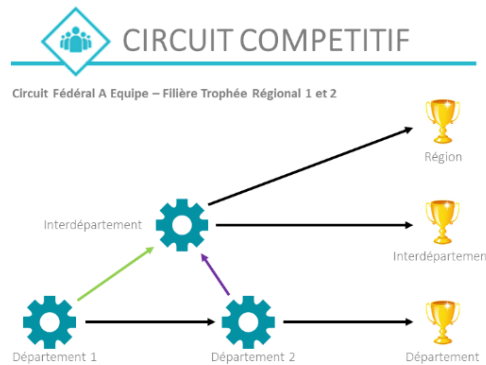 CIRCUIT COMPETITIF
Circuit Fédéral A Equipe – Filière Trophée Régional 1 et 2
Région
Interdépartement
Interdépartemen
Département 1
Département 2
Département